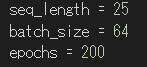 seq_length = 25
batch_size = 64
epochs = 200